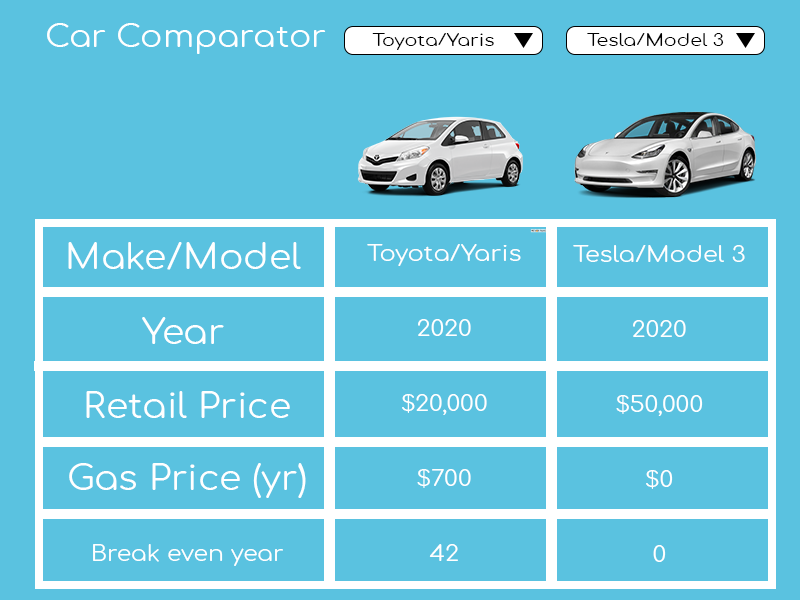 Car Comparator
Toyota/Yaris
Tesla/Model 3
Make/Model
Toyota/Yaris
Tesla/Model 3
Year
2020
2020
Retail Price
$20,000
$50,000
Gas Price (yr)
$700
$0
Break even year
42
0